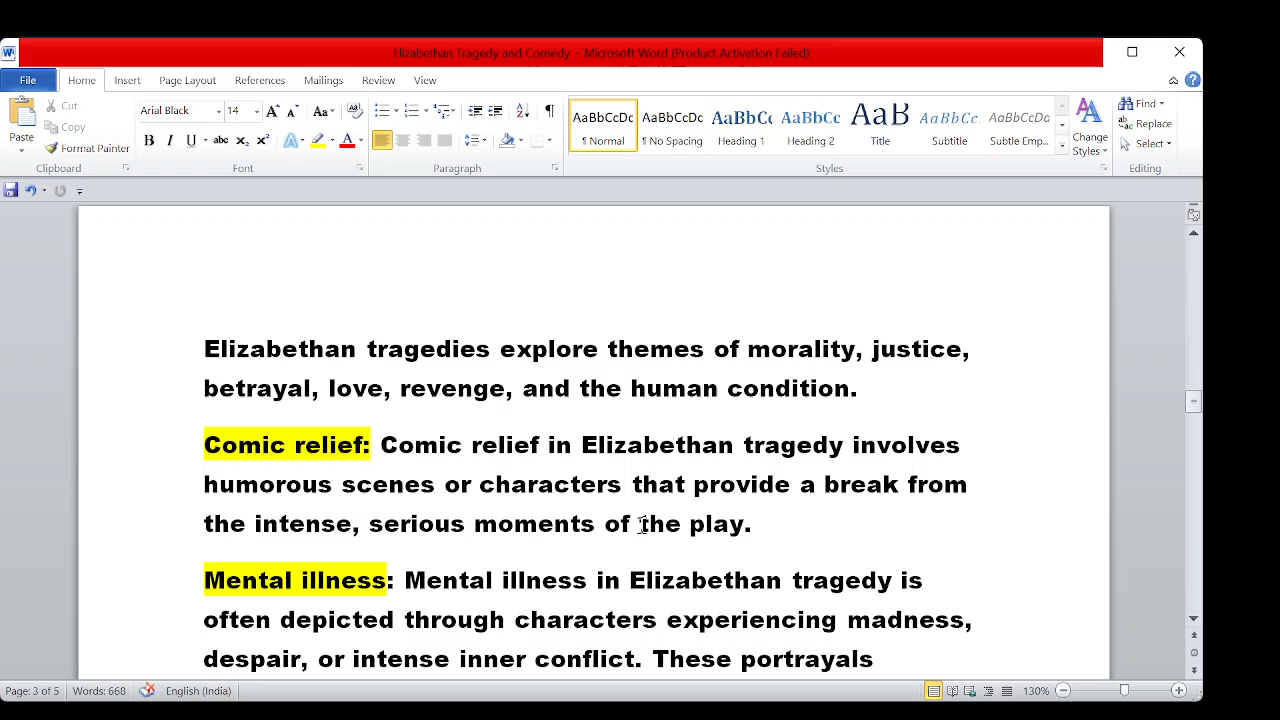 Elizabethan Tragedy and Comedy - Microsoft Word (Product Activation Failed)
File Home Insert Page Layout References Mailings Review View
Cut
Copy
Paste Format Painter
Clipboard
Arial Black 14
Font
Paragraph
AaBbCcDc AaBbCcDc AaBbC( AaBbCc AaB AaBbCc. AaBbCcDc
¶ Normal ¶ No Spacing Heading 1 Heading 2 Title Subtitle Subtle Emp...
Change Styles
Styles
Find
Replace
Select
Editing
Elizabethan tragedies explore themes of morality, justice,
betrayal, love, revenge, and the human condition.
Comic relief: Comic relief in Elizabethan tragedy involves
humorous scenes or characters that provide a break from
the intense, serious moments of the play.
Mental illness: Mental illness in Elizabethan tragedy is
often depicted through characters experiencing madness,
despair, or intense inner conflict. These portrayals
Page: 3 of 5 Words: 668 English (India) 130%